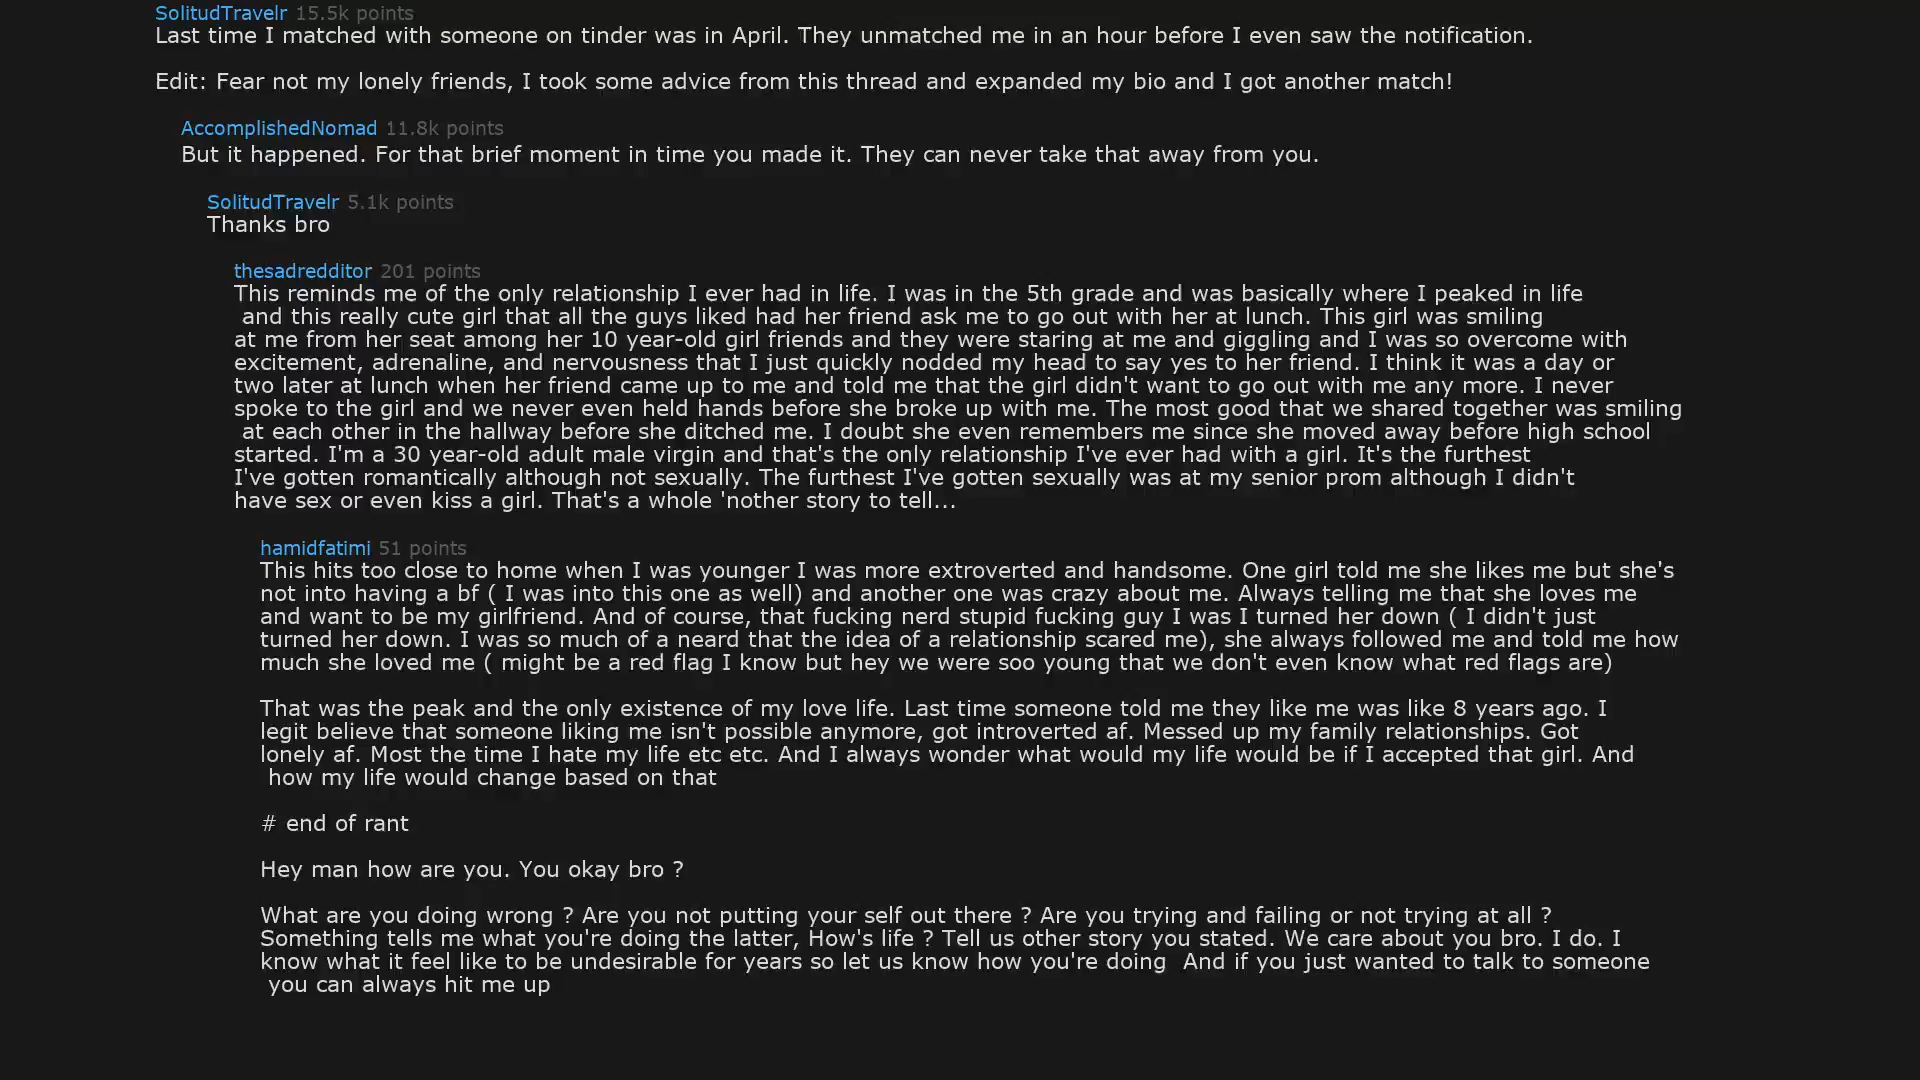 SolitudTravelr 15.5k points
Last time I matched with someone on tinder was in April. They unmatched me in an hour before I even saw the notification.
Edit: Fear not my lonely friends, I took some advice from this thread and expanded my bio and I got another match!
AccomplishedNomad 11.8k points
But it happened. For that brief moment in time you made it. They can never take that away from you.
SolitudTravelr 5.1k points
Thanks bro
thesadredditor 201 points
This reminds me of the only relationship I ever had in life. I was in the 5th grade and was basically where I peaked in life
and this really cute girl that all the guys liked had her friend ask me to go out with her at lunch. This girl was smiling
at me from her seat among her 10 year-old girl friends and they were staring at me and giggling and I was so overcome with
excitement, adrenaline, and nervousness that I just quickly nodded my head to say yes to her friend. I think it was a day or
two later at lunch when her friend came up to me and told me that the girl didn't want to go out with me any more. I never
spoke to the girl and we never even held hands before she broke up with me. The most good that we shared together was smiling
at each other in the hallway before she ditched me. I doubt she even remembers me since she moved away before high school
started. I'm a 30 year-old adult male virgin and that's the only relationship I've ever had with a girl. It's the furthest
I've gotten romantically although not sexually. The furthest I've gotten sexually was at my senior prom although I didn't
have sex or even kiss a girl. That's a whole 'nother story to tell...
hamidfatimi 51 points
This hits too close to home when I was younger I was more extroverted and handsome. One girl told me she likes me but she's
not into having a bf ( I was into this one as well) and another one was crazy about me. Always telling me that she loves me
and want to be my girlfriend. And of course, that fucking nerd stupid fucking guy I was I turned her down ( I didn't just
turned her down. I was so much of a neard that the idea of a relationship scared me), she always followed me and told me how
much she loved me ( might be a red flag I know but hey we were soo young that we don't even know what red flags are)
That was the peak and the only existence of my love life. Last time someone told me they like me was like 8 years ago. I
legit believe that someone liking me isn't possible anymore, got introverted af. Messed up my family relationships. Got
lonely af. Most the time I hate my life etc etc. And I always wonder what would my life would be if I accepted that girl. And
how my life would change based on that
# end of rant
Hey man how are you. You okay bro ?
What are you doing wrong ? Are you not putting your self out there ? Are you trying and failing or not trying at all ?
Something tells me what you're doing the latter, How's life ? Tell us other story you stated. We care about you bro. I do. I
know what it feel like to be undesirable for years so let us know how you're doing  And if you just wanted to talk to someone
you can always hit me up